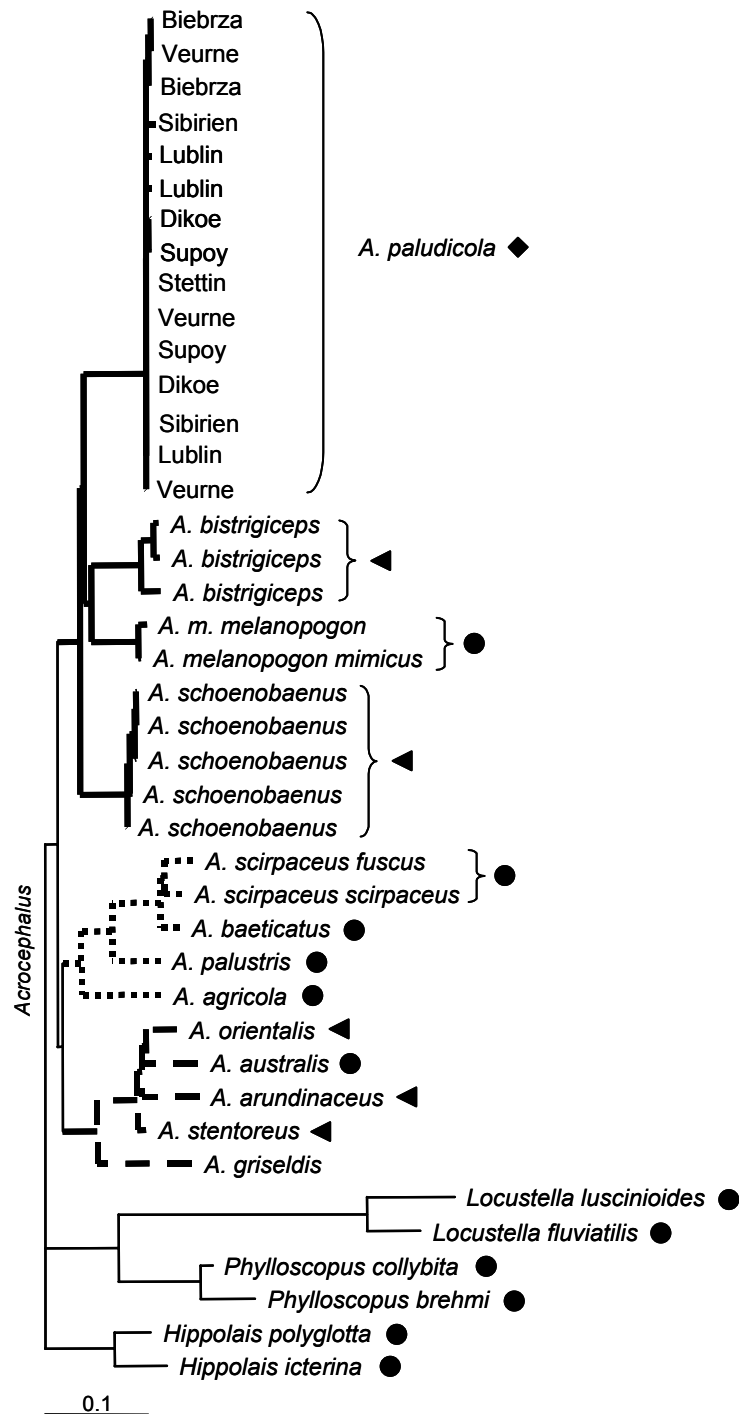 Biebrza
Veurne
Biebrza
Sibirien
Lublin
Lublin
Dikoe
Supoy
A. paludicola
Stettin
Veurne
Supoy
Dikoe
Sibirien
Lublin
Veurne
A. bistrigiceps
A. bistrigiceps
A. bistrigiceps
A. m. melanopogon
A. melanopogon mimicus
A. schoenobaenus
A. schoenobaenus
A. schoenobaenus
A. schoenobaenus
A. schoenobaenus
A. scirpaceus fuscus
A. scirpaceus scirpaceus
A. baeticatus
A. palustris
A. agricola
Acrocephalus
A. orientalis
A. australis
A. arundinaceus
A. stentoreus
A. griseldis
Locustella luscinioides
Locustella fluviatilis
Phylloscopus collybita
Phylloscopus brehmi
Hippolais polyglotta
Hippolais icterina
0.1